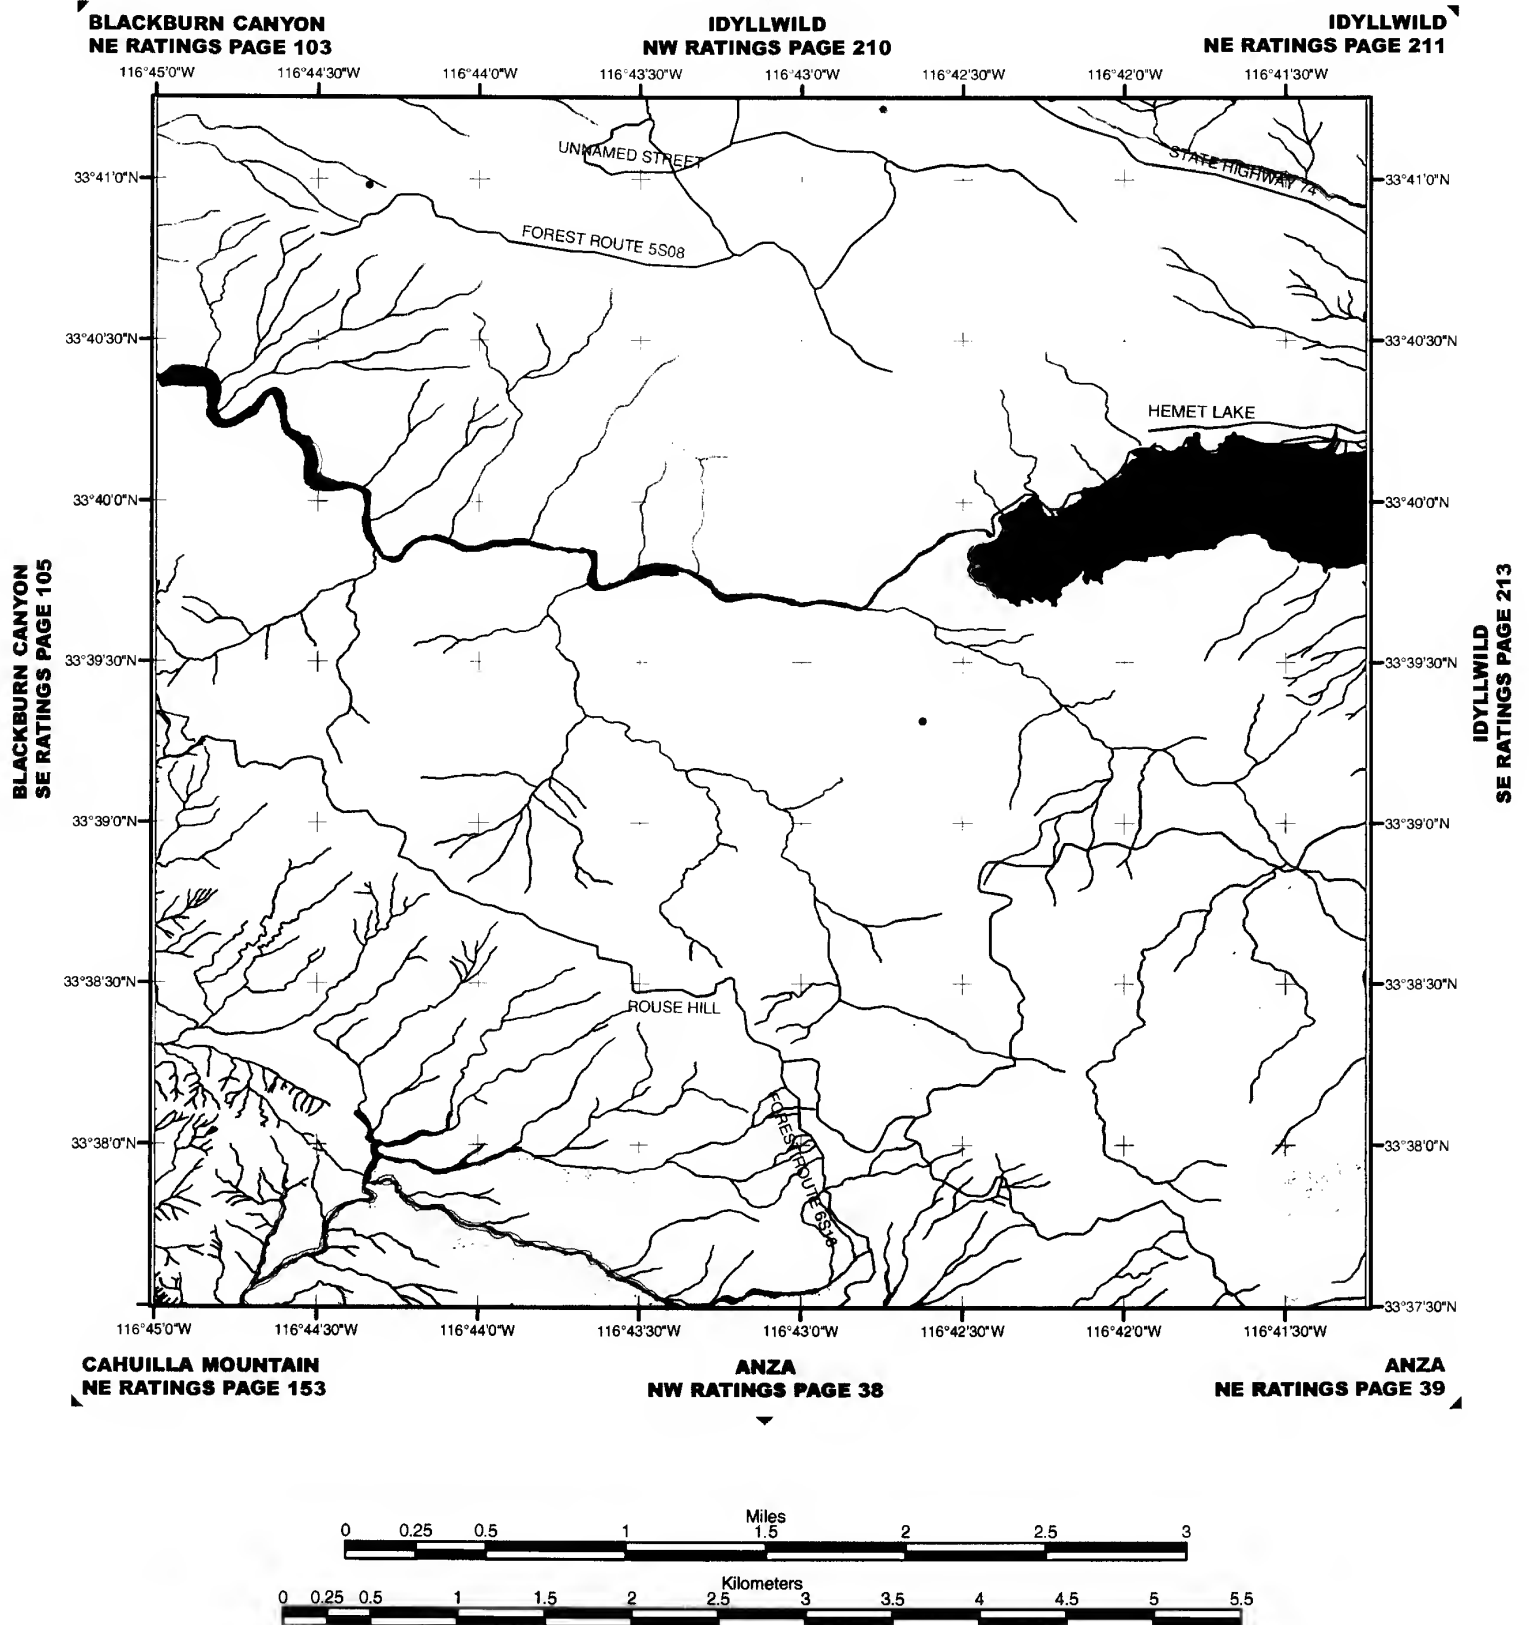 BLACKBURN CANYON
NE RATINGS PAGE 103
IDYLLWILD
NW RATINGS PAGE 210
IDYLLWILD
NE RATINGS PAGE 211
116°45'0"W 116°44'30"W 116°44'0"W 116°43'30"W 116°43'0"W 116°42'30"W 116°42'0"W 116°41'30"W
UNNAMED STREET
STATE HIGHWAY 74
33°41'0"N 33°41'0"N
FOREST ROUTE 5S08
33°40'30"N 33°40'30"N
HEMET LAKE
33°40'0"N 33°40'0"N
BLACKBURN CANYON
SE RATINGS PAGE 105
IDYLLWILD
SE RATINGS PAGE 213
33°39'30"N 33°39'30"N
33°39'0"N 33°39'0"N
33°38'30"N 33°38'30"N
ROUSE HILL
FOREST ROUTE 6S18
33°38'0"N 33°38'0"N
33°37'30"N
116°45'0"W 116°44'30"W 116°44'0"W 116°43'30"W 116°43'0"W 116°42'30"W 116°42'0"W 116°41'30"W
CAHUILLA MOUNTAIN
NE RATINGS PAGE 153
ANZA
NW RATINGS PAGE 38
ANZA
NE RATINGS PAGE 39
Miles
0 0.25 0.5 1 1.5 2 2.5 3
Kilometers
0 0.25 0.5 1 1.5 2 2.5 3 3.5 4 4.5 5 5.5